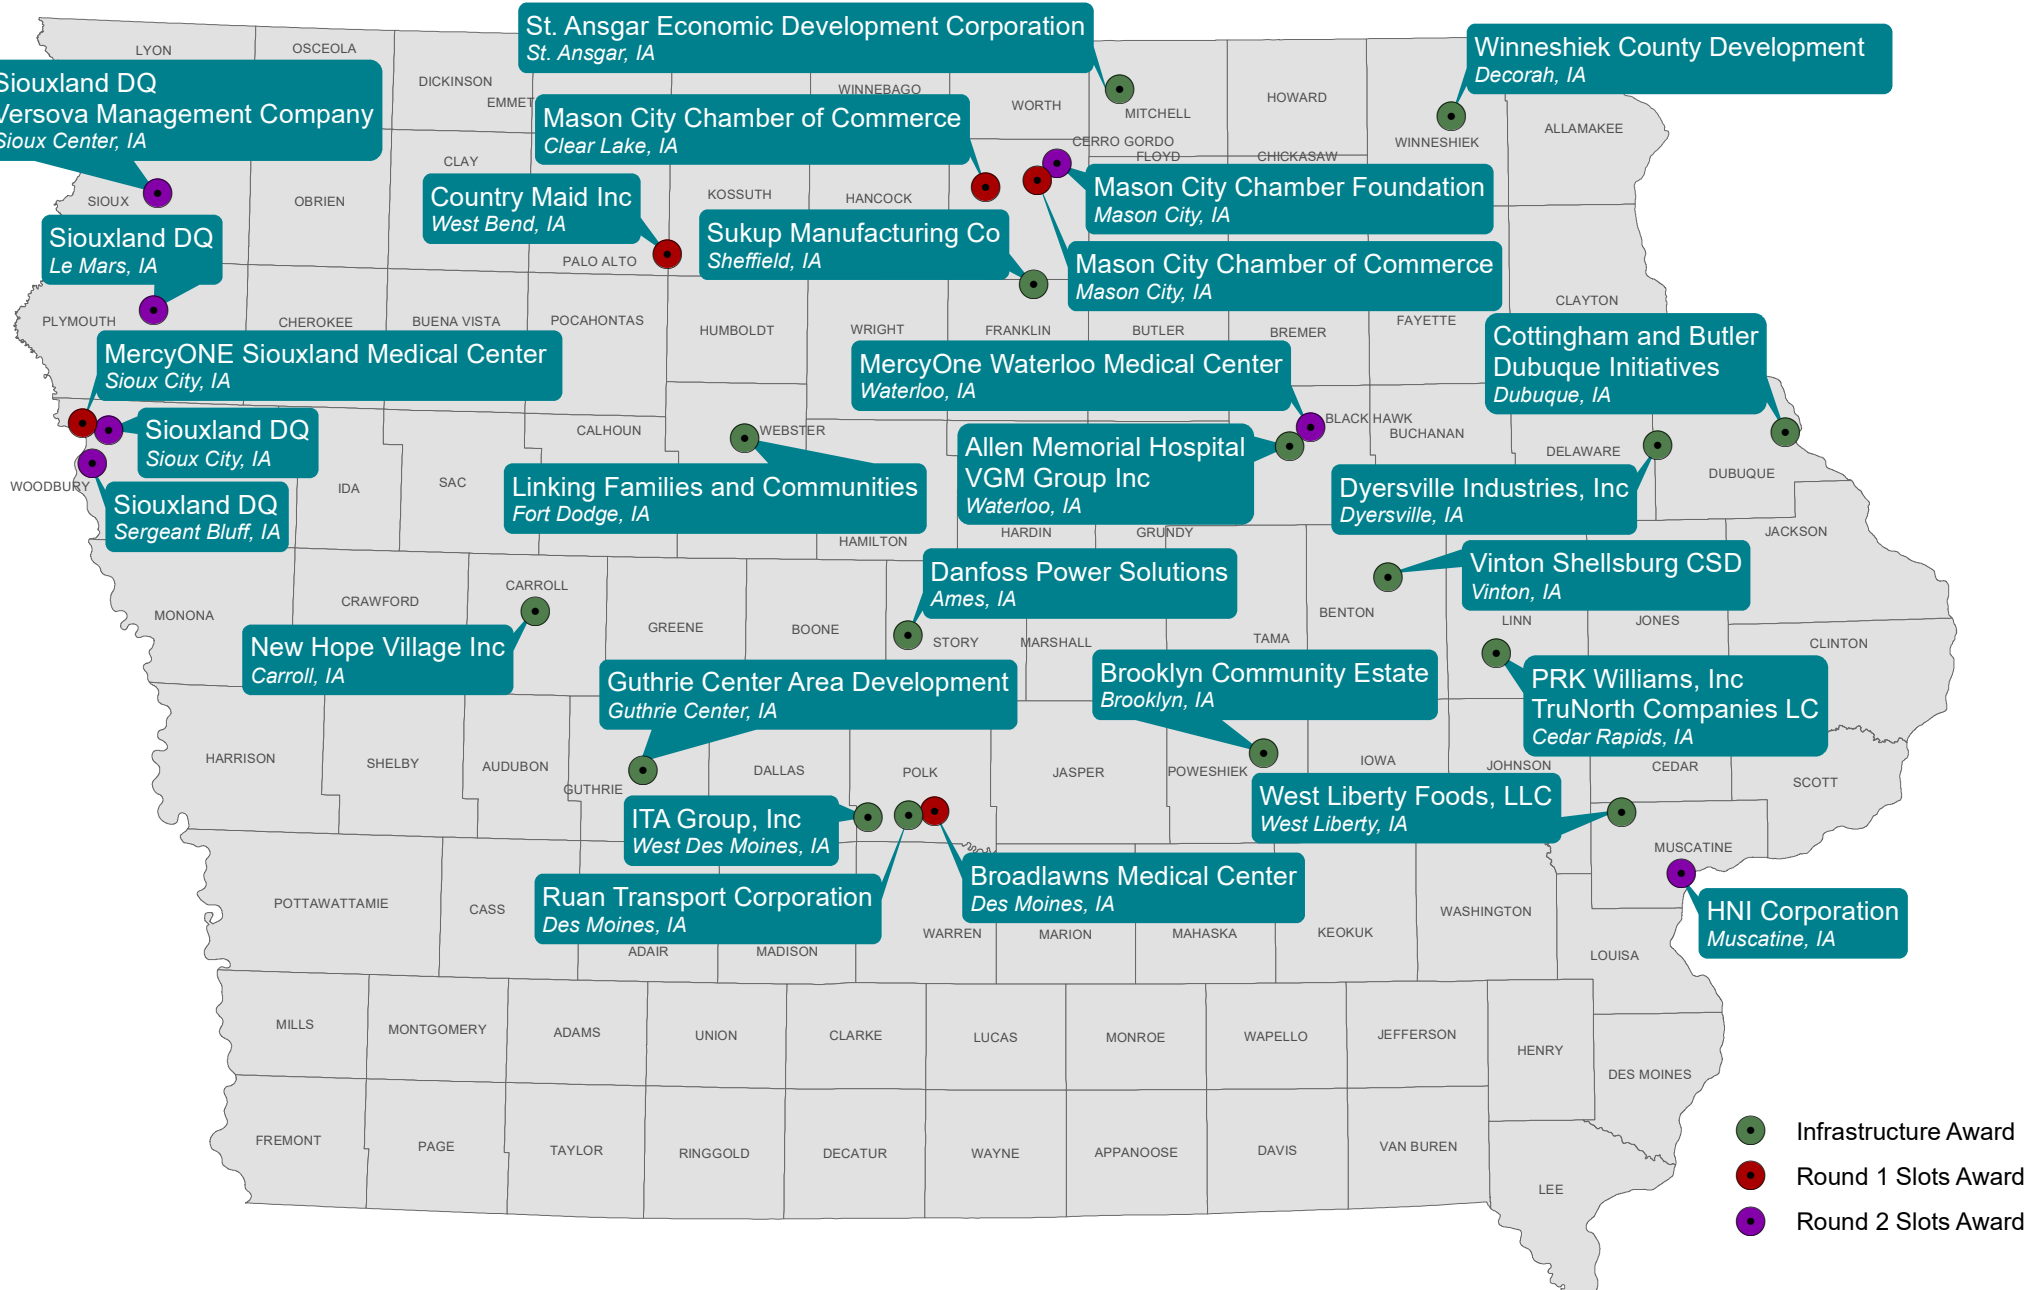 LYON
OSCEOLA
DICKINSON
EMMET
WINNEBAGO
WORTH
MITCHELL
HOWARD
WINNESHIEK
ALLAMAKEE
St. Ansgar Economic Development Corporation
St. Ansgar, IA
Winneshiek County Development
Decorah, IA
Siouxland DQ
Versova Management Company
Sioux Center, IA
Mason City Chamber of Commerce
Clear Lake, IA
CERRO GORDO
FLOYD
CHICKASAW
CLAY
SIOUX
OBRIEN
KOSSUTH
HANCOCK
Country Maid Inc
West Bend, IA
Mason City Chamber Foundation
Mason City, IA
Siouxland DQ
Le Mars, IA
Sukup Manufacturing Co
Sheffield, IA
Mason City Chamber of Commerce
Mason City, IA
PALO ALTO
CLAYTON
PLYMOUTH
CHEROKEE
BUENA VISTA
POCAHONTAS
HUMBOLDT
WRIGHT
FRANKLIN
BUTLER
BREMER
FAYETTE
Cottingham and Butler
Dubuque Initiatives
Dubuque, IA
MercyONE Siouxland Medical Center
Sioux City, IA
MercyOne Waterloo Medical Center
Waterloo, IA
Siouxland DQ
Sioux City, IA
CALHOUN
WEBSTER
BLACK HAWK
BUCHANAN
DELAWARE
DUBUQUE
Allen Memorial Hospital
VGM Group Inc
Waterloo, IA
WOODBURY
IDA
SAC
Linking Families and Communities
Fort Dodge, IA
Dyersville Industries, Inc
Dyersville, IA
Siouxland DQ
Sergeant Bluff, IA
HAMILTON
HARDIN
GRUNDY
JACKSON
Danfoss Power Solutions
Ames, IA
Vinton Shellsburg CSD
Vinton, IA
MONONA
CRAWFORD
CARROLL
GREENE
BOONE
STORY
MARSHALL
TAMA
BENTON
LINN
JONES
CLINTON
New Hope Village Inc
Carroll, IA
Guthrie Center Area Development
Guthrie Center, IA
Brooklyn Community Estate
Brooklyn, IA
PRK Williams, Inc
TruNorth Companies LC
Cedar Rapids, IA
HARRISON
SHELBY
AUDUBON
GUTHRIE
DALLAS
POLK
JASPER
POWESHIEK
IOWA
JOHNSON
CEDAR
SCOTT
ITA Group, Inc
West Des Moines, IA
West Liberty Foods, LLC
West Liberty, IA
MUSCATINE
Ruan Transport Corporation
Des Moines, IA
Broadlawns Medical Center
Des Moines, IA
HNI Corporation
Muscatine, IA
POTTAWATTAMIE
CASS
ADAIR
MADISON
WARREN
MARION
MAHASKA
KEOKUK
WASHINGTON
LOUISA
MILLS
MONTGOMERY
ADAMS
UNION
CLARKE
LUCAS
MONROE
WAPELLO
JEFFERSON
HENRY
DES MOINES
FREMONT
PAGE
TAYLOR
RINGGOLD
DECATUR
WAYNE
APPANOOSE
DAVIS
VAN BUREN
LEE
Infrastructure Award
Round 1 Slots Award
Round 2 Slots Award